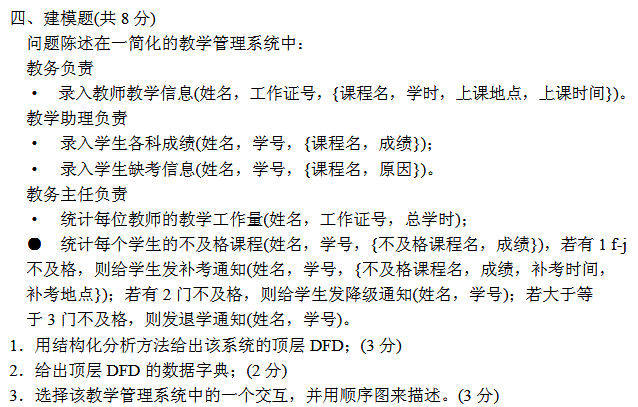 四、建模题(共 8 分)
问题陈述在一简化的教学管理系统中：
教务负责
· 录入教师教学信息(姓名，工作证号，{课程名，学时，上课地点，上课时间})。
教学助理负责
· 录入学生各科成绩(姓名，学号，{课程名，成绩})；
· 录入学生缺考信息(姓名，学号，{课程名，原因})。
教务主任负责
· 统计每位教师的教学工作量(姓名，工作证号，总学时)；
● 统计每个学生的不及格课程(姓名，学号，{不及格课程名，成绩})，若有 1 f-j
不及格，则给学生发补考通知(姓名，学号，{不及格课程名，成绩，补考时间，
补考地点})；若有 2 门不及格，则给学生发降级通知(姓名，学号)；若大于等
于 3 门不及格，则发退学通知(姓名，学号)。
1．用结构化分析方法给出该系统的顶层 DFD；(3 分)
2．给出顶层 DFD 的数据字典；(2 分)
3．选择该教学管理系统中的一个交互，并用顺序图来描述。(3 分)